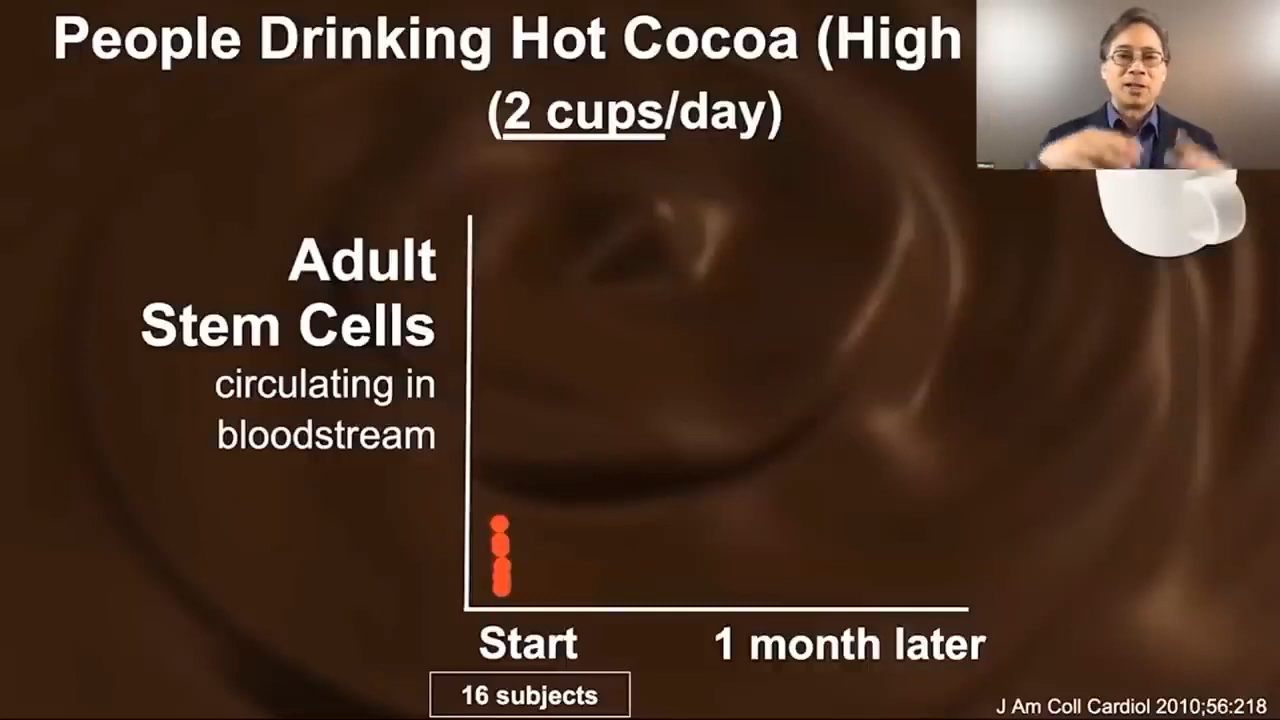 People Drinking Hot Cocoa (High
(2 cups/day)
Adult
Stem Cells
circulating in
bloodstream
Start
1 month later
16 subjects
J Am Coll Cardiol 2010;56:218